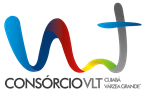 CONSÓRCIO VLT CUIABÁ
VÁRZEA GRANDE